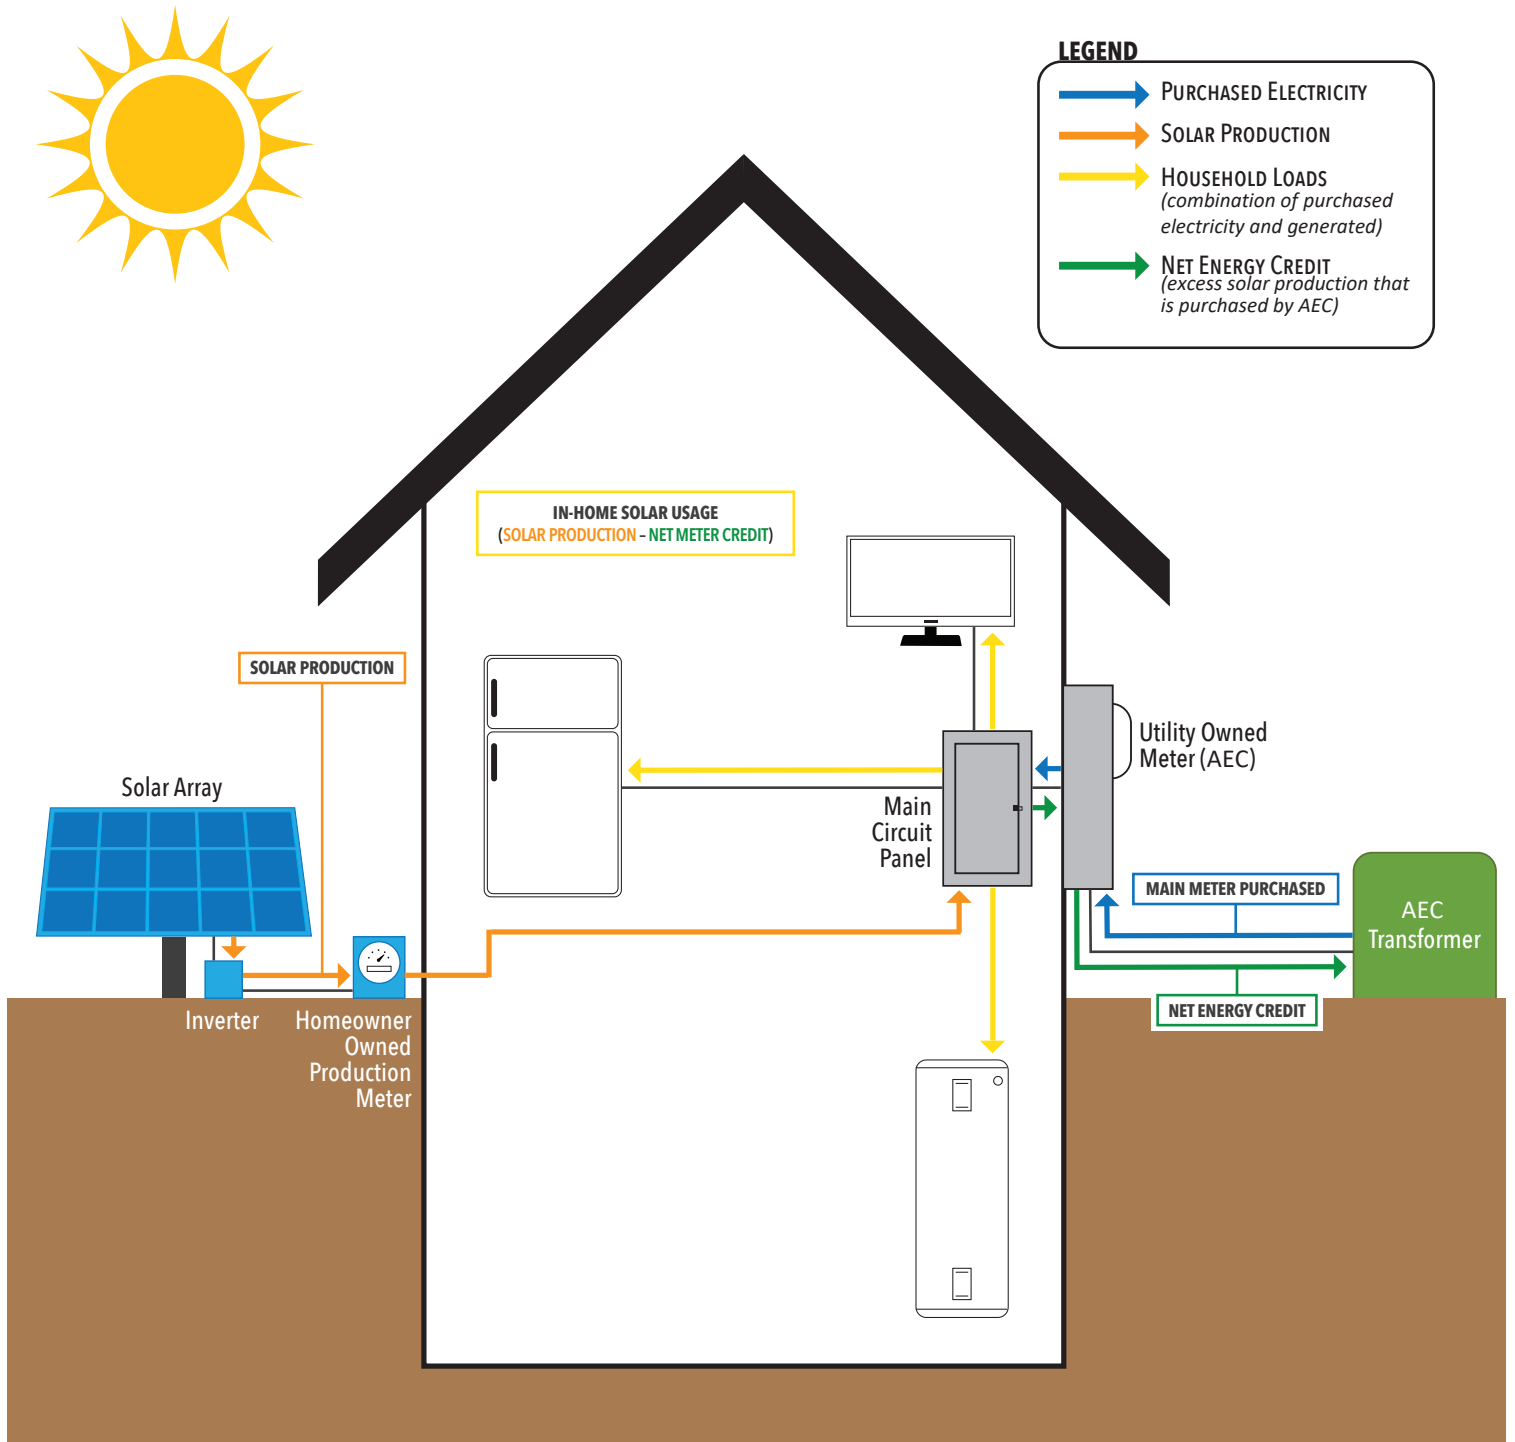 LEGEND
PURCHASED ELECTRICITY
SOLAR PRODUCTION
HOUSEHOLD LOADS
(combination of purchased
electricity and generated)
NET ENERGY CREDIT
(excess solar production that
is purchased by AEC)
IN-HOME SOLAR USAGE
(SOLAR PRODUCTION – NET METER CREDIT)
SOLAR PRODUCTION
Solar Array
Utility Owned
Meter (AEC)
Main
Circuit
Panel
MAIN METER PURCHASED
AEC
Transformer
NET ENERGY CREDIT
Inverter
Homeowner
Owned
Production
Meter